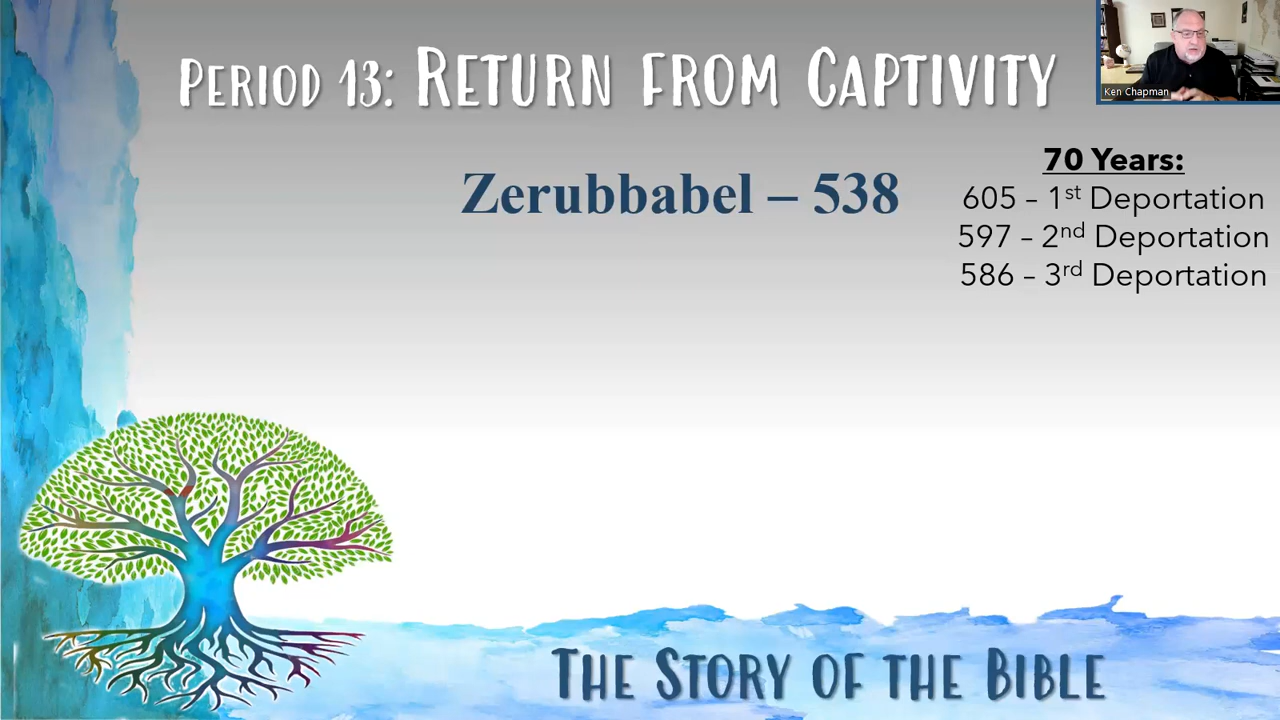 Period 13: Return from Captivity
Ken Chapman
Zerubbabel – 538
70 Years:
605 – 1st Deportation
597 – 2nd Deportation
586 – 3rd Deportation
The Story of the Bible